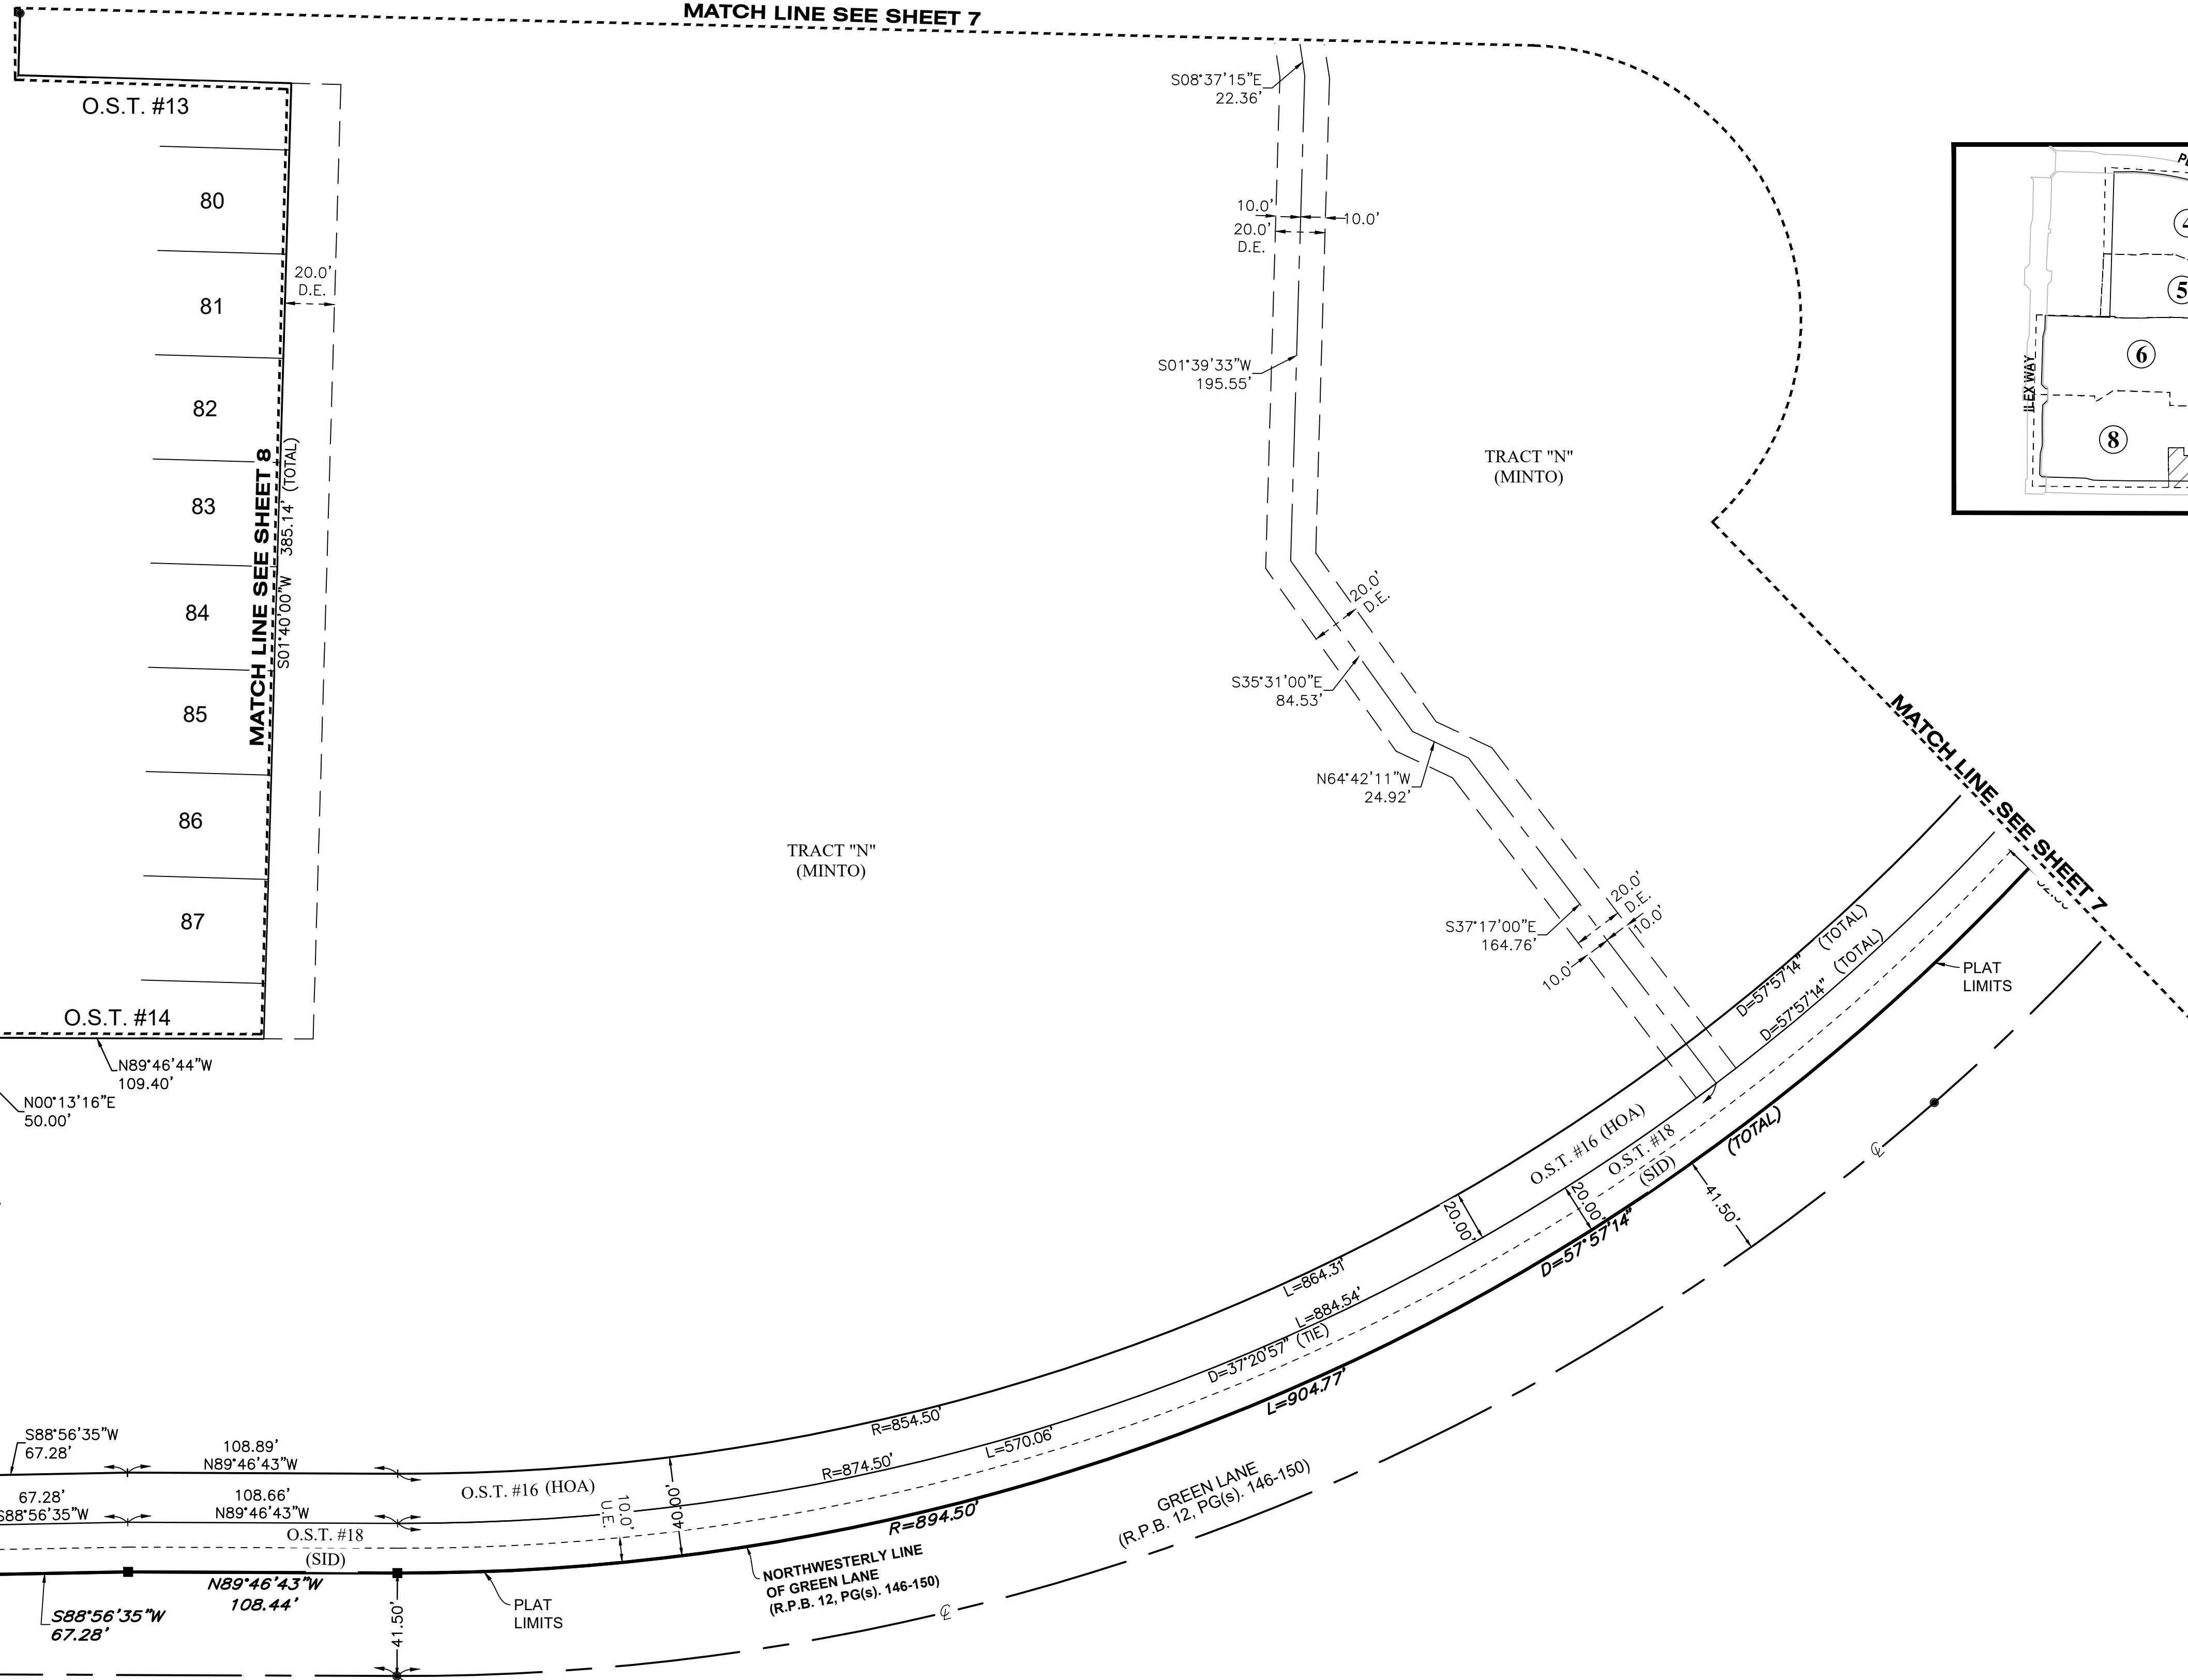 MATCH LINE SEE SHEET 7
O.S.T. #13
80
81
82
83
84
85
86
87
O.S.T. #14
20.0'
D.E.
MATCH LINE SEE SHEET 8
S01°40'00"W 385.14' (TOTAL)
N89°46'44"W
109.40'
N00°13'16"E
50.00'
S08°37'15"E
22.36'
10.0'
10.0'
20.0'
D.E.
S01°39'33"W
195.55'
TRACT "N"
(MINTO)
20.0'
D.E.
S35°31'00"E
84.53'
N64°42'11"W
24.92'
TRACT "N"
(MINTO)
S37°17'00"E
164.76'
20.0'
D.E.
10.0'
10.0'
5
6
8
ILEX WAY
MATCH LINE SEE SHEET 7
PLAT
LIMITS
D=57°57'14" (TOTAL)
D=57°57'14" (TOTAL)
(TOTAL)
D=57°57'14"
O.S.T. #16 (HOA)
O.S.T. #18
(SID)
20.00'
20.00'
41.50'
℄
L=864.31'
L=884.54'
D=37°20'57" (TIE)
L=904.77'
R=854.50'
L=570.06'
R=874.50'
R=894.50'
GREEN LANE
(R.P.B. 12, PG(s). 146-150)
S88°56'35"W
67.28'
108.89'
N89°46'43"W
67.28'
S88°56'35"W
108.66'
N89°46'43"W
O.S.T. #16 (HOA)
10.0'
U.E.
40.00'
O.S.T. #18
(SID)
N89°46'43"W
108.44'
S88°56'35"W
67.28'
41.50'
PLAT
LIMITS
NORTHWESTERLY LINE
OF GREEN LANE
(R.P.B. 12, PG(s). 146-150)
℄